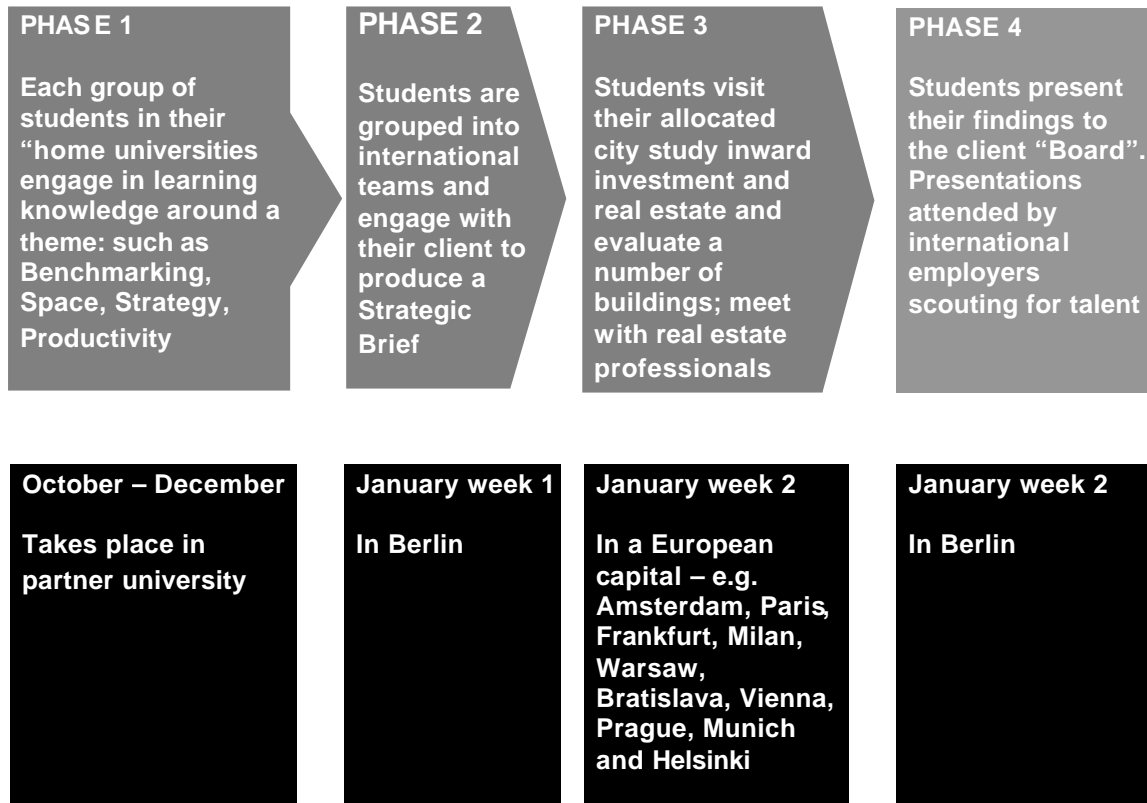 PHASE 1
Each group of
students in their
“home universities
engage in learning
knowledge around a
theme: such as
Benchmarking,
Space, Strategy,
Productivity
PHASE 2
Students are
grouped into
international
teams and
engage with
their client to
produce a
Strategic
Brief
PHASE 3
Students visit
their allocated
city study inward
investment and
real estate and
evaluate a
number of
buildings; meet
with real estate
professionals
PHASE 4
Students present
their findings to
the client “Board”.
Presentations
attended by
international
employers
scouting for talent
October – December
Takes place in
partner university
January week 1
In Berlin
January week 2
In a European
capital – e.g.
Amsterdam, Paris,
Frankfurt, Milan,
Warsaw,
Bratislava, Vienna,
Prague, Munich
and Helsinki
January week 2
In Berlin